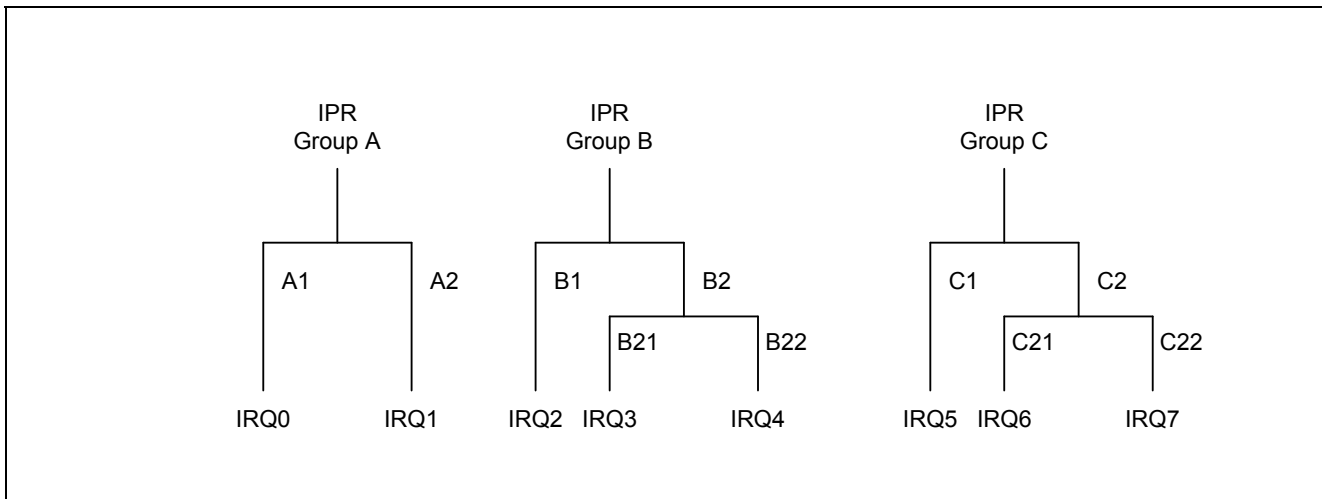 IPR
Group A
IPR
Group B
IPR
Group C
A1
A2
B1
B2
C1
C2
B21
B22
C21
C22
IRQ0
IRQ1
IRQ2
IRQ3
IRQ4
IRQ5
IRQ6
IRQ7